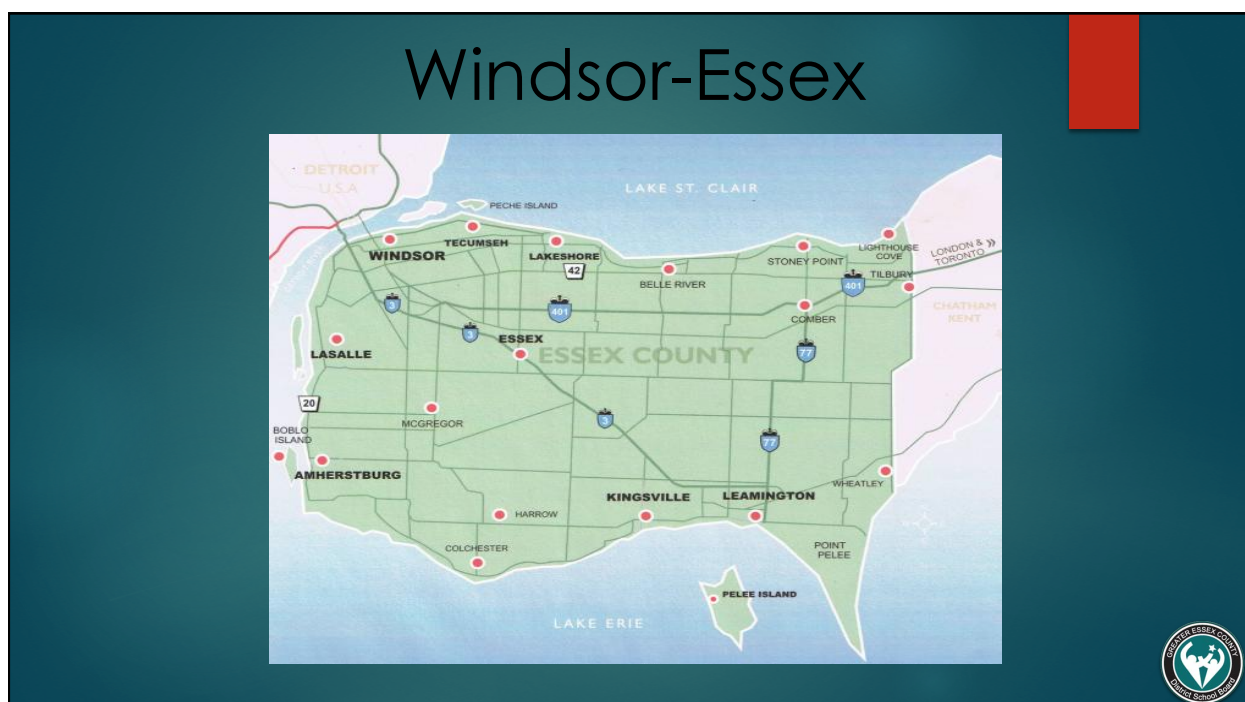 Windsor-Essex
DETROIT
U.S.A
LAKE ST. CLAIR
PECHE ISLAND
WINDSOR
TECUMSEH
LAKESHORE
42
BELLE RIVER
STONEY POINT
LIGHTHOUSE
COVE
LONDON & »
TORONTO
TILBURY
401
3
401
COMBER
CHATHAM
KENT
3
ESSEX
ESSEX COUNTY
77
LASALLE
20
MCGREGOR
3
BOBLO
ISLAND
77
AMHERSTBURG
KINGSVILLE
LEAMINGTON
WHEATLEY
HARROW
COLCHESTER
POINT
PELEE
PELEE ISLAND
LAKE ERIE
GREATER ESSEX COUNTY
District School Board